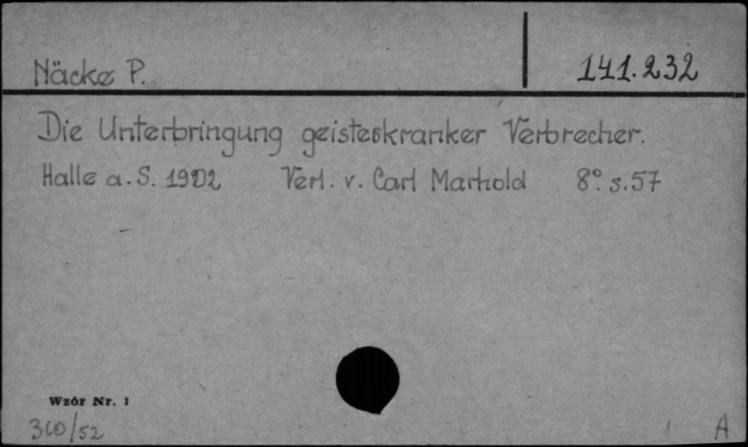 Näcke P. 141.232
Die Unterbringung geisteskranker Verbrecher.
Halle a.S. 1902 Verl. v. Carl Marhold 8° s.57
Wzór Nr. 1
310/52 A